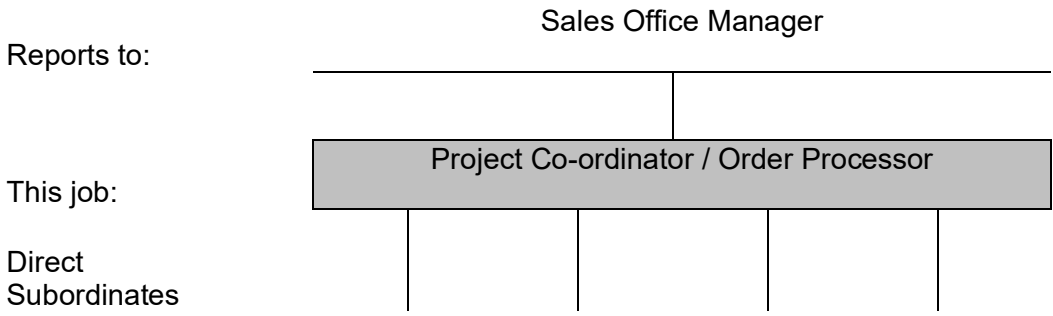 Sales Office Manager
Reports to:
Project Co-ordinator / Order Processor
This job:
Direct
Subordinates